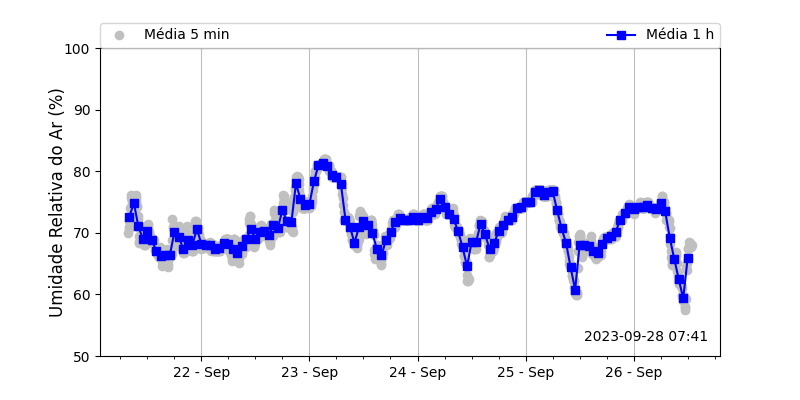 Média 5 min
Média 1 h
100
90
80
70
60
50
Umidade Relativa do Ar (%)
2023-09-28 07:41
22 - Sep
23 - Sep
24 - Sep
25 - Sep
26 - Sep